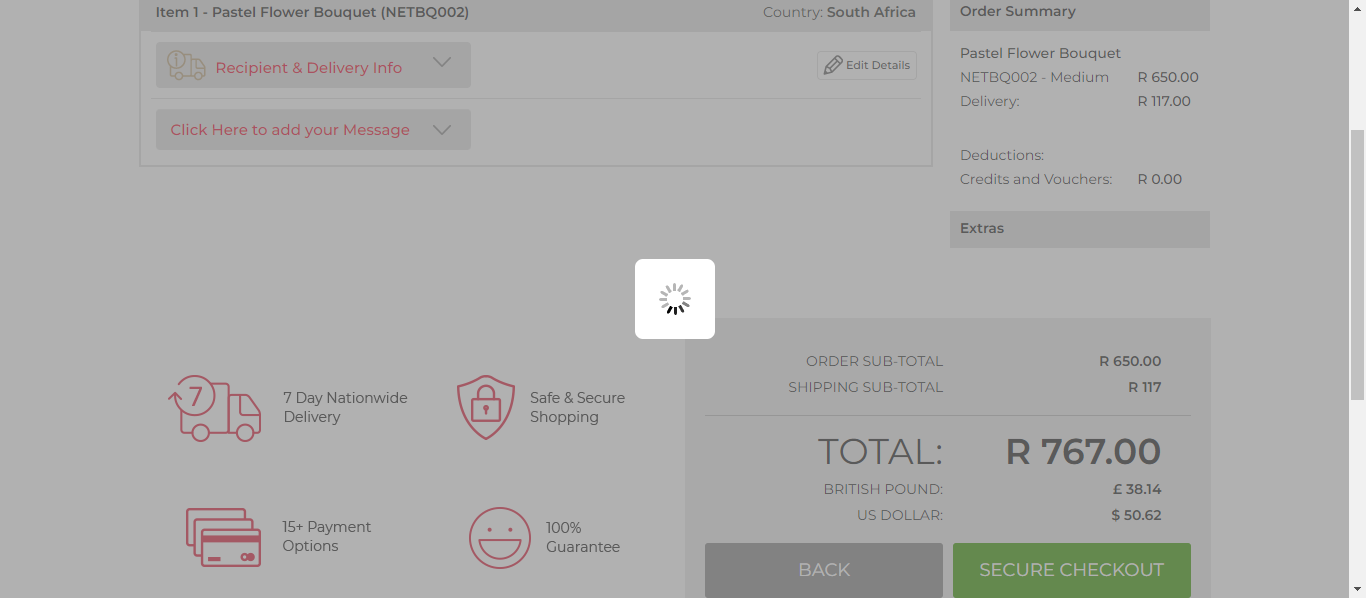 Item 1 - Pastel Flower Bouquet (NETBQ002)
Country: South Africa
Recipient & Delivery Info
Edit Details
Click Here to add your Message
Order Summary
Pastel Flower Bouquet
NETBQ002 - Medium R 650.00
Delivery: R 117.00
Deductions:
Credits and Vouchers: R 0.00
Extras
7
7 Day Nationwide
Delivery
Safe & Secure
Shopping
15+ Payment
Options
100%
Guarantee
ORDER SUB-TOTAL R 650.00
SHIPPING SUB-TOTAL R 117
TOTAL: R 767.00
BRITISH POUND: £ 38.14
US DOLLAR: $ 50.62
BACK
SECURE CHECKOUT